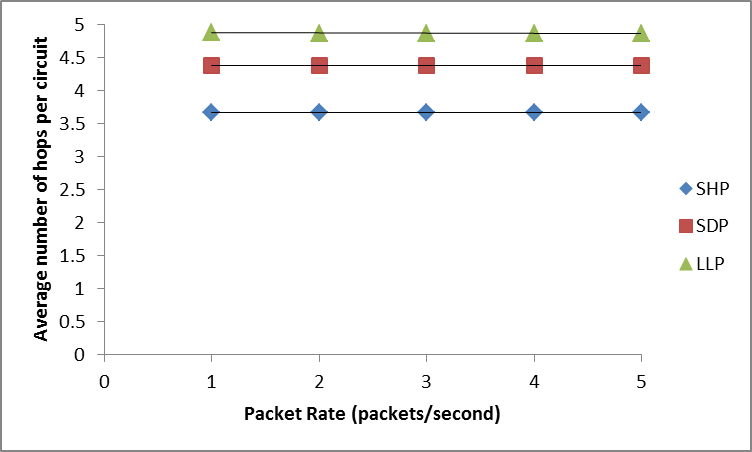 Average number of hops per circuit
5
4.5
4
3.5
3
2.5
2
1.5
1
0.5
0
0 1 2 3 4 5
Packet Rate (packets/second)
SHP
SDP
LLP